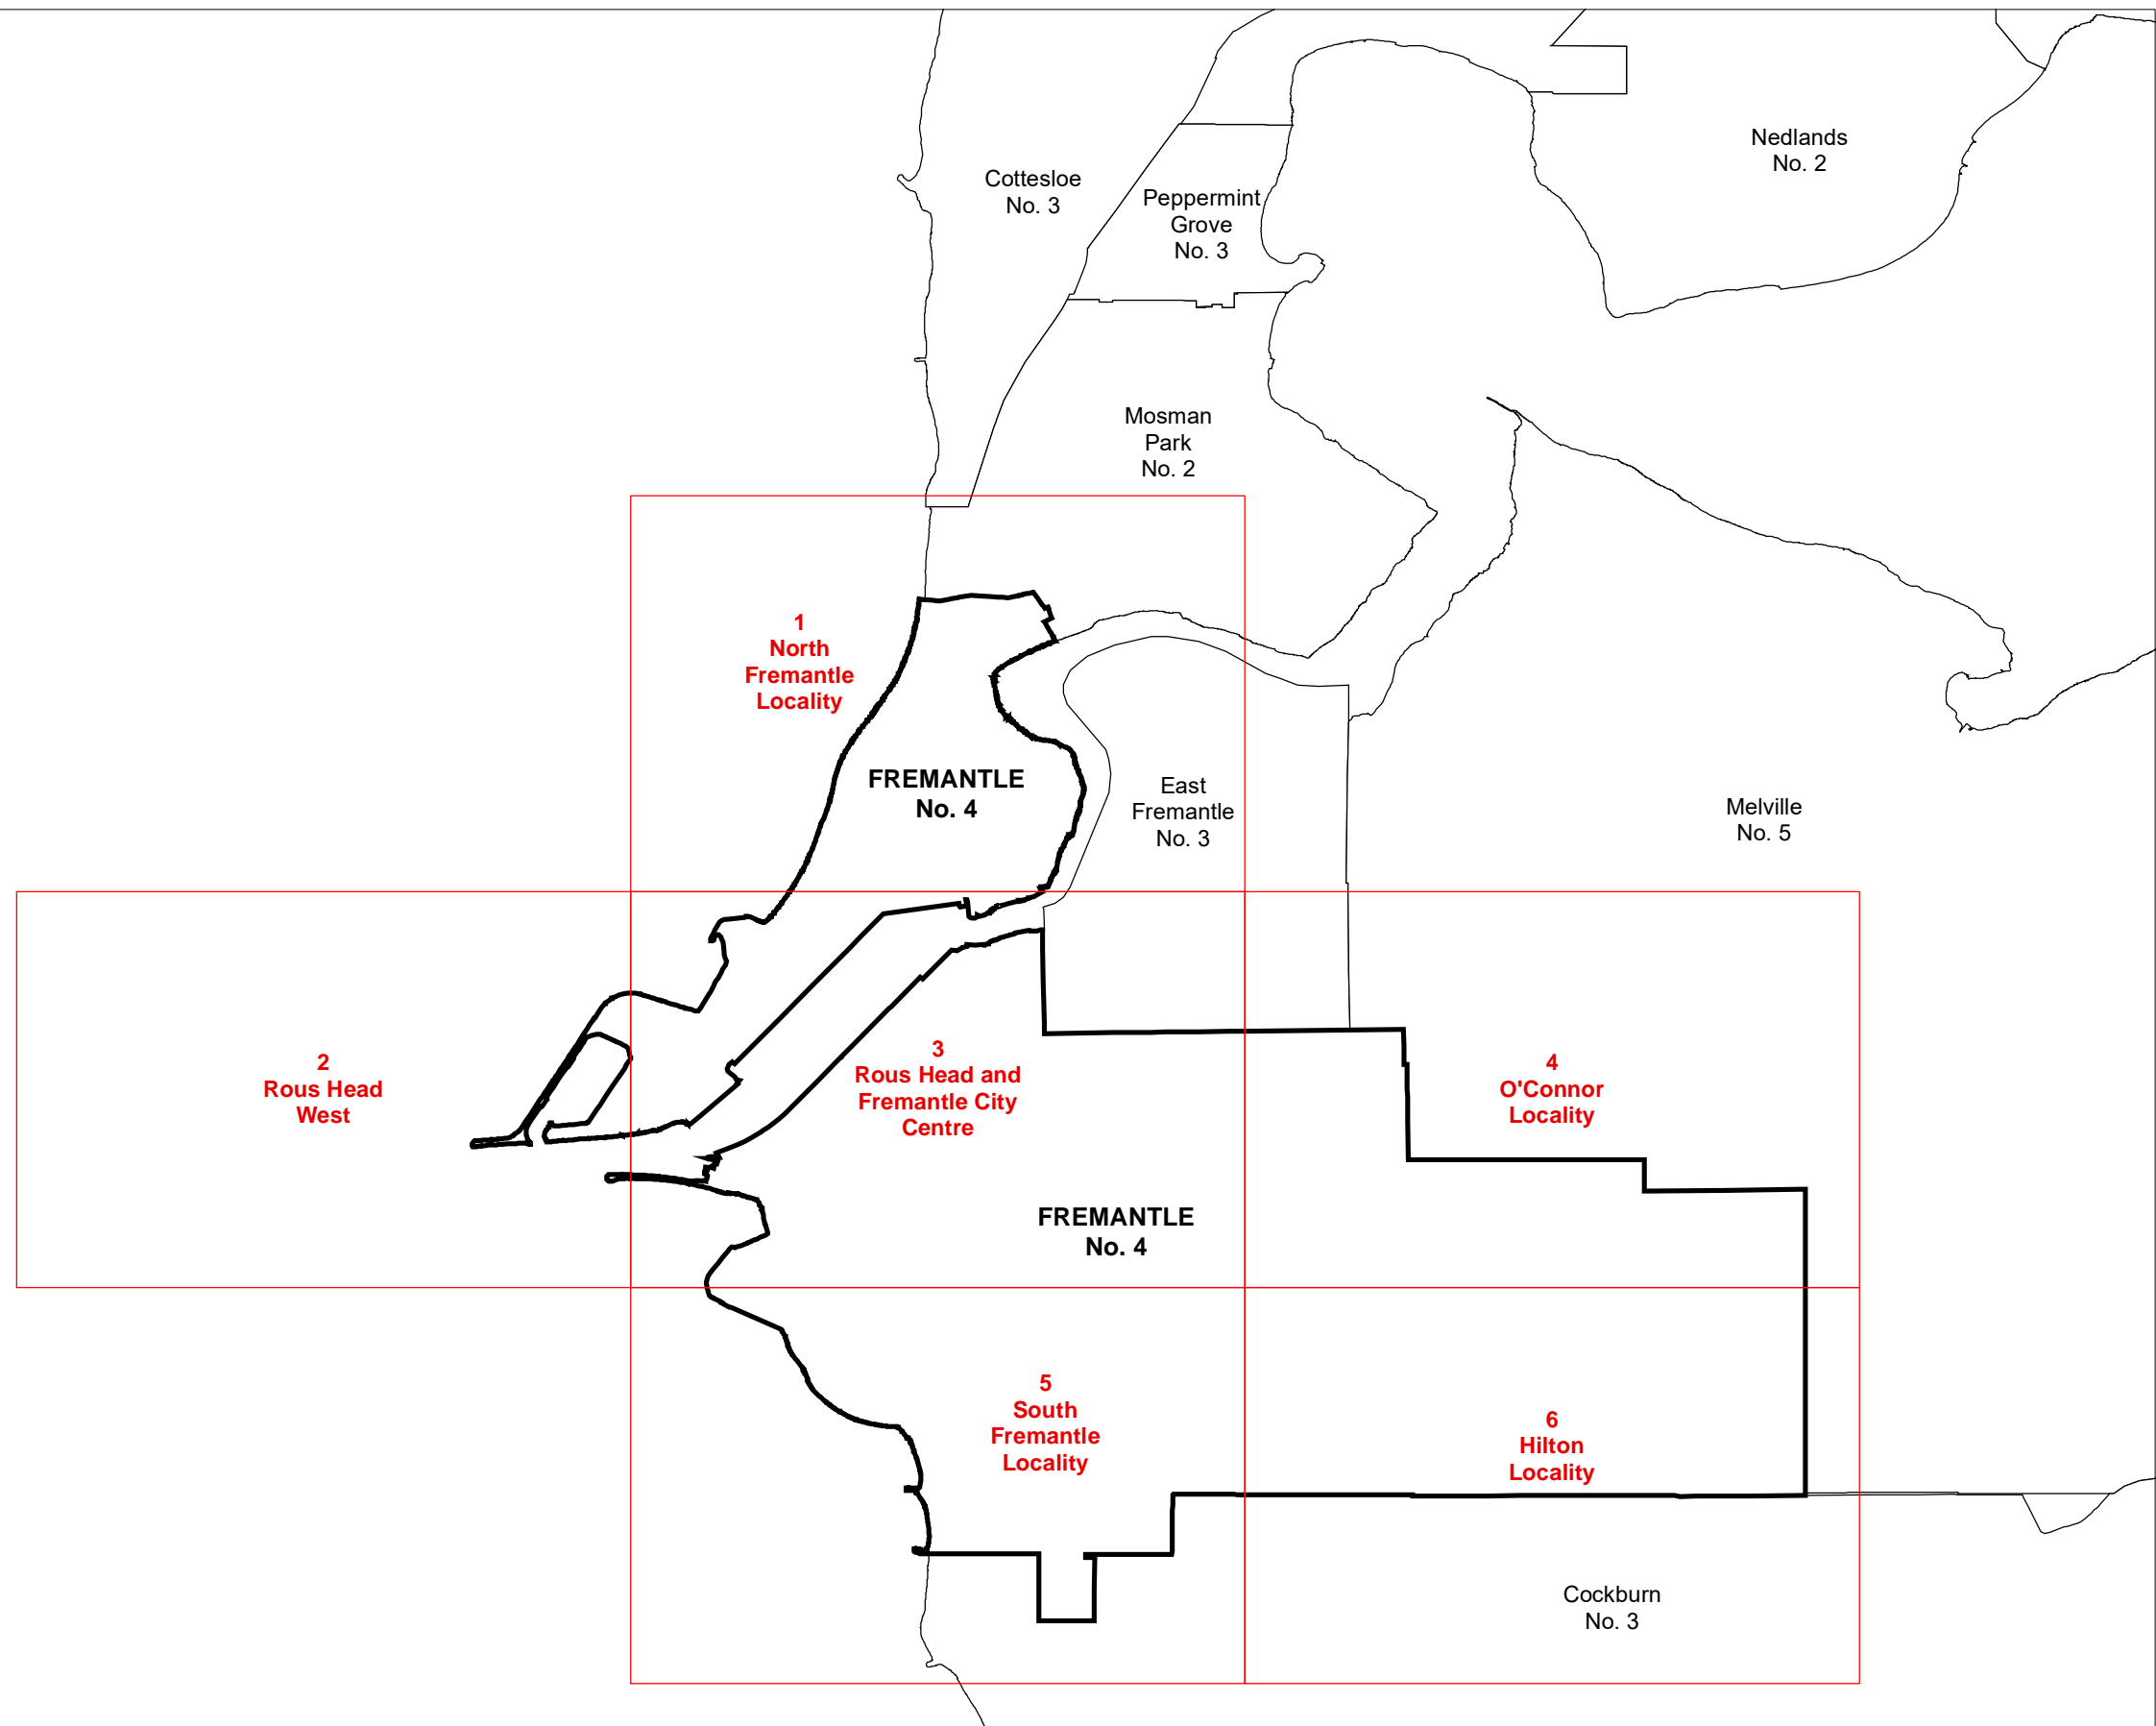 Nedlands
No. 2
Cottesloe
No. 3
Peppermint
Grove
No. 3
Mosman
Park
No. 2
1
North
Fremantle
Locality
FREMANTLE
No. 4
East
Fremantle
No. 3
Melville
No. 5
2
Rous Head
West
3
Rous Head and
Fremantle City
Centre
4
O'Connor
Locality
FREMANTLE
No. 4
5
South
Fremantle
Locality
6
Hilton
Locality
Cockburn
No. 3